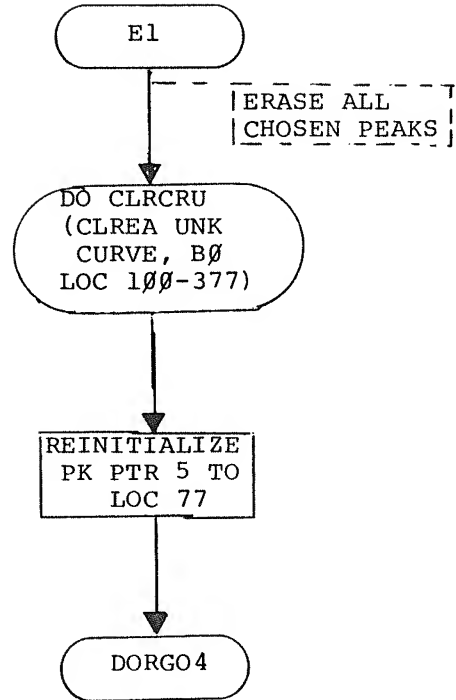 E1
ERASE ALL
CHOSEN PEAKS
DO CLRCRU
(CLREA UNK
CURVE, BØ
LOC 1ØØ-377)
REINITIALIZE
PK PTR 5 TO
LOC 77
DORGO4